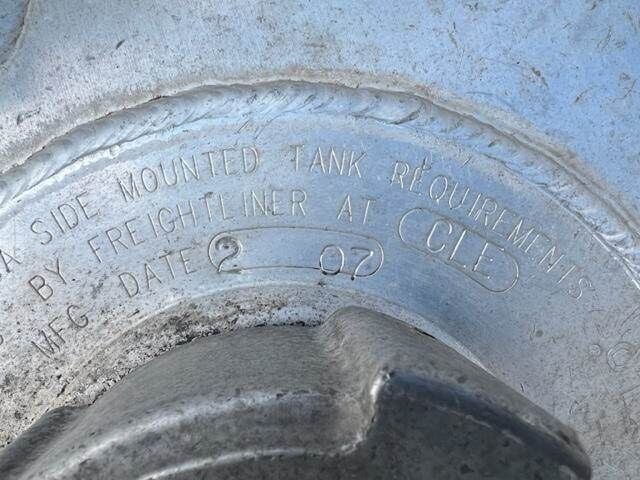 SIDE MOUNTED TANK REQUIREMENTS
BY FREIGHTLINER AT CLE
MFG DATE 2 07